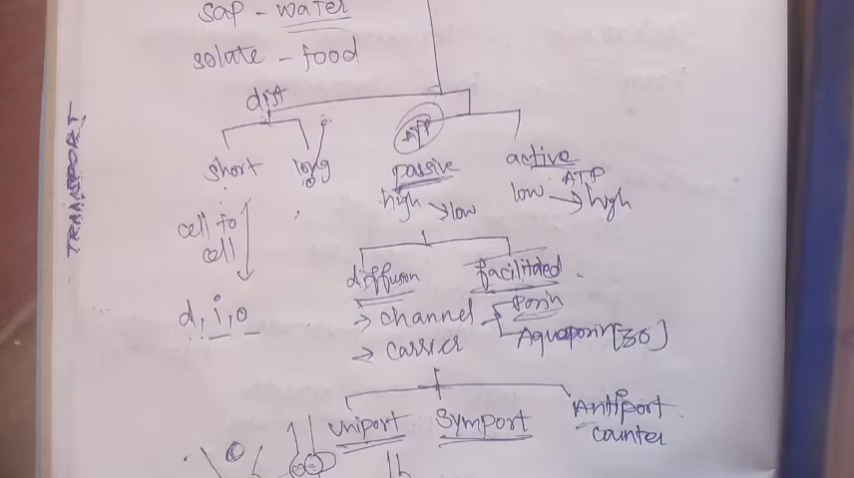 sap - water
solute - food
dist
ATP
short
long
passive
active
ATP
high → low
low → high
cell to
cell
diffusion
facilitated
d, i, o
→ channel
Porin
Aquaporin [30]
→ carrier
Uniport
Symport
Antiport
counter
TRANSPORT